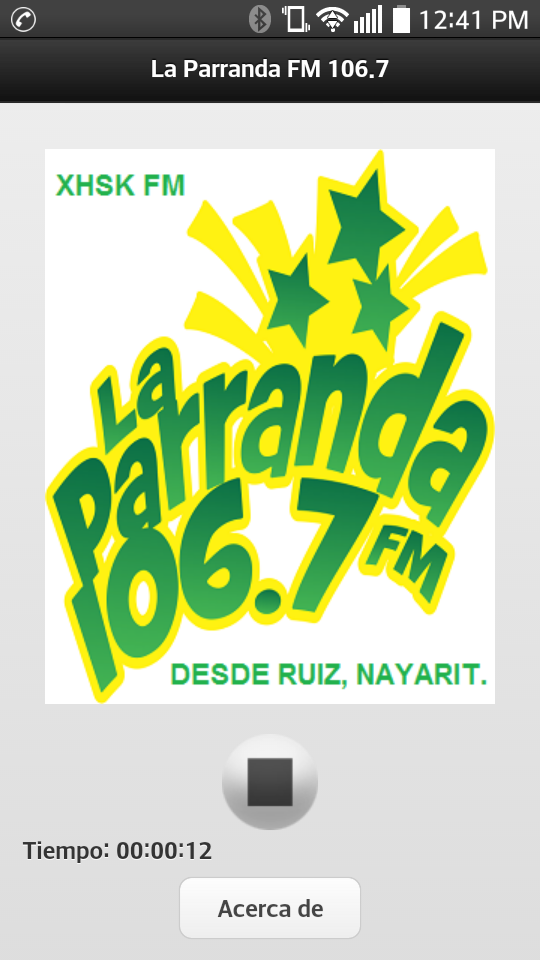 12:41 PM
La Parranda FM 106.7
XHSK FM
La
Parranda
106.7 FM
DESDE RUIZ, NAYARIT.
Tiempo: 00:00:12
Acerca de